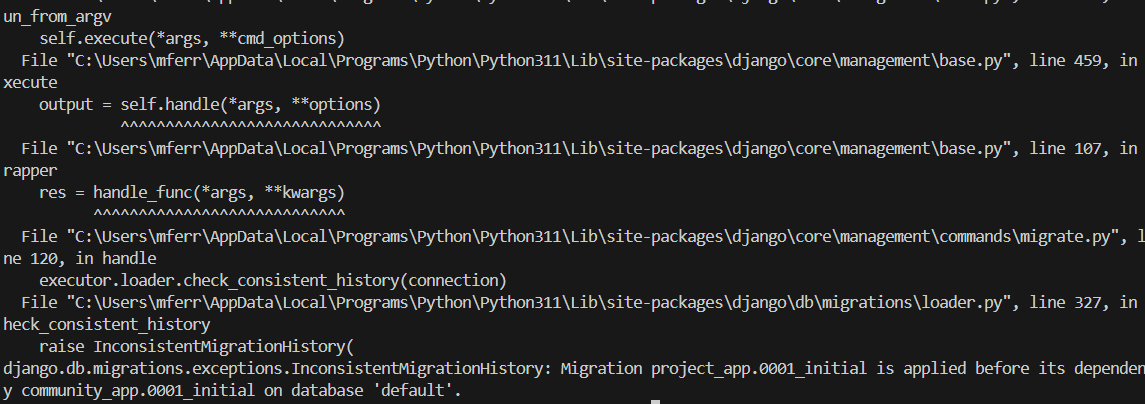 un_from_argv
    self.execute(*args, **cmd_options)
  File "C:\Users\mferr\AppData\Local\Programs\Python\Python311\Lib\site-packages\django\core\management\base.py", line 459, in
xecute
    output = self.handle(*args, **options)
             ^^^^^^^^^^^^^^^^^^^^^^^^^^^^^
  File "C:\Users\mferr\AppData\Local\Programs\Python\Python311\Lib\site-packages\django\core\management\base.py", line 107, in
rapper
    res = handle_func(*args, **kwargs)
          ^^^^^^^^^^^^^^^^^^^^^^^^^^^^
  File "C:\Users\mferr\AppData\Local\Programs\Python\Python311\Lib\site-packages\django\core\management\commands\migrate.py", l
ne 120, in handle
    executor.loader.check_consistent_history(connection)
  File "C:\Users\mferr\AppData\Local\Programs\Python\Python311\Lib\site-packages\django\db\migrations\loader.py", line 327, in
heck_consistent_history
    raise InconsistentMigrationHistory(
django.db.migrations.exceptions.InconsistentMigrationHistory: Migration project_app.0001_initial is applied before its dependen
y community_app.0001_initial on database 'default'.